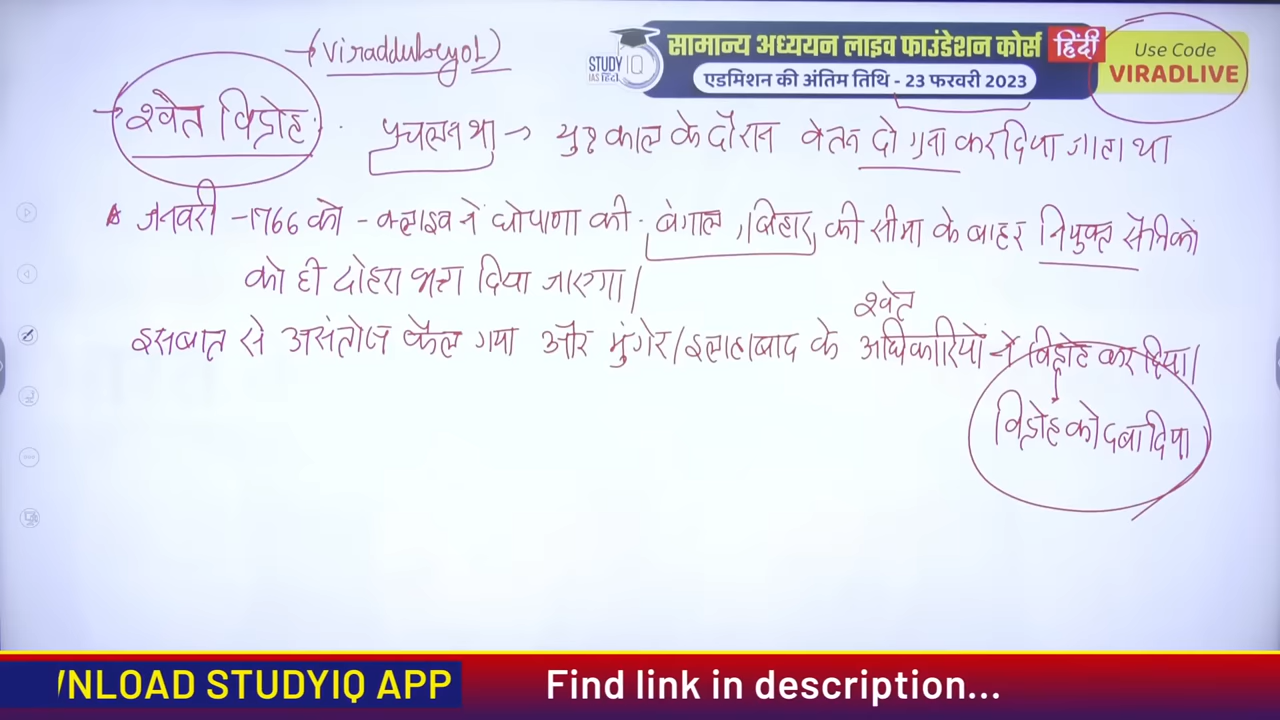 (viraddubey01)
STUDY IQ
IAS हिंदी
सामान्य अध्ययन लाइव फाउंडेशन कोर्स हिंदी
एडमिशन की अंतिम तिथि - 23 फरवरी 2023
Use Code
VIRADLIVE
श्वेत विद्रोह
प्रचलन था → युद्ध काल के दौरान वेतन दो गुना कर दिया जाता था
जनवरी - 1766 को - क्लाइव ने घोषणा की बंगाल, बिहार की सीमा के बाहर नियुक्त सैनिकों
को ही दोहरा भत्ता दिया जाएगा।
श्वेत
इस बात से असंतोष फैल गया और मुंगेर/इलाहाबाद के अधिकारियों ने विद्रोह कर दिया।
विद्रोह को दबा दिया
WNLOAD STUDYIQ APP
Find link in description...